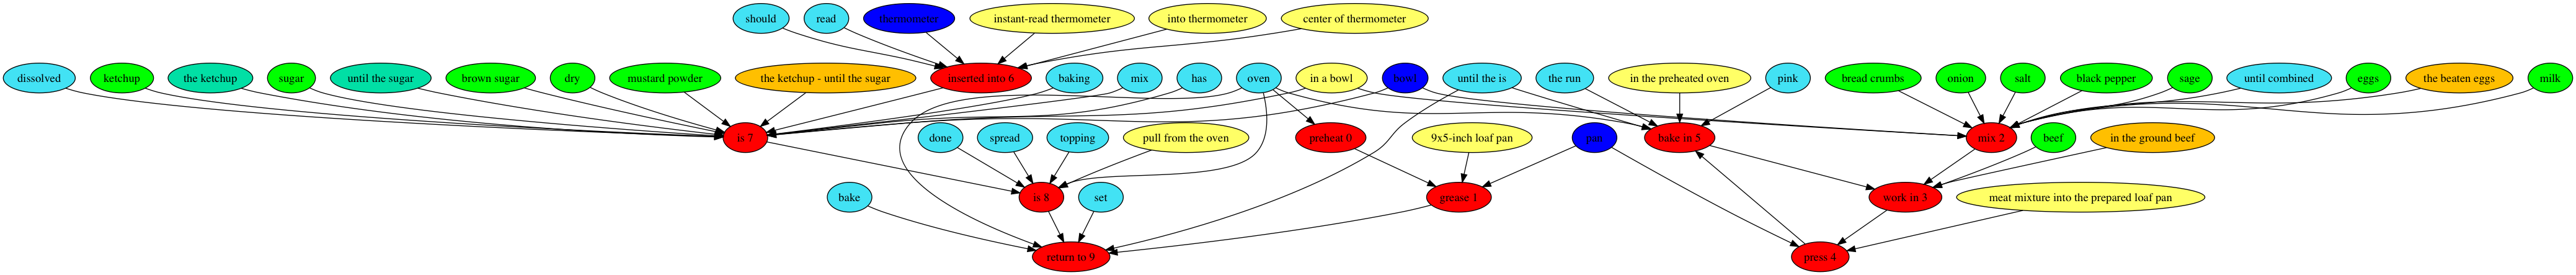 should
read
thermometer
instant-read thermometer
into thermometer
center of thermometer
dissolved
ketchup
the ketchup
sugar
until the sugar
brown sugar
dry
mustard powder
the ketchup - until the sugar
inserted into 6
baking
mix
has
oven
in a bowl
bowl
until the is
the run
in the preheated oven
pink
bread crumbs
onion
salt
black pepper
sage
until combined
eggs
the beaten eggs
milk
is 7
done
spread
topping
pull from the oven
preheat 0
9x5-inch loaf pan
pan
bake in 5
mix 2
beef
in the ground beef
bake
is 8
set
grease 1
work in 3
meat mixture into the prepared loaf pan
return to 9
press 4